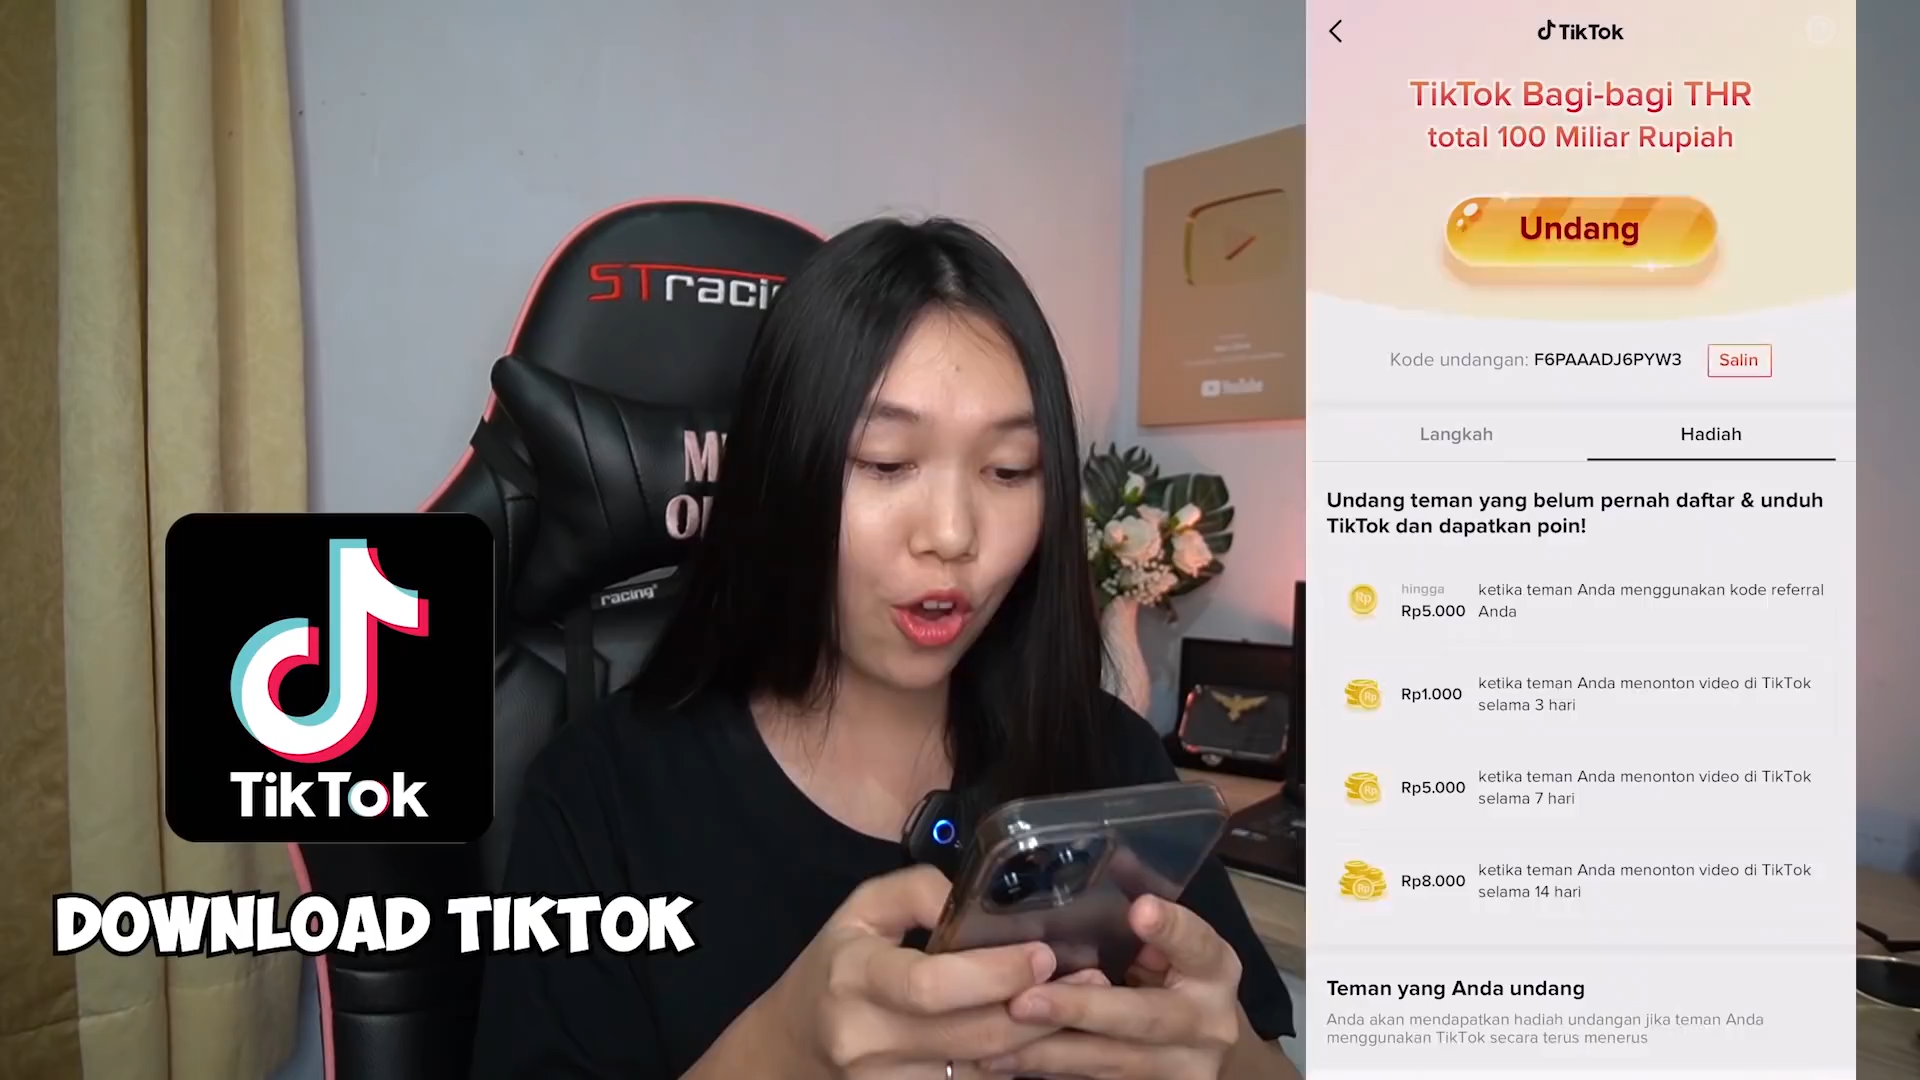 STracin
M
O
racing
YouTube
TikTok
DOWNLOAD TIKTOK
TikTok
TikTok Bagi-bagi THR
total 100 Miliar Rupiah
Undang
Kode undangan: F6PAAADJ6PYW3
Salin
Langkah
Hadiah
Undang teman yang belum pernah daftar & unduh
TikTok dan dapatkan poin!
hingga
Rp5.000
ketika teman Anda menggunakan kode referral
Anda
Rp1.000
ketika teman Anda menonton video di TikTok
selama 3 hari
Rp5.000
ketika teman Anda menonton video di TikTok
selama 7 hari
Rp8.000
ketika teman Anda menonton video di TikTok
selama 14 hari
Teman yang Anda undang
Anda akan mendapatkan hadiah undangan jika teman Anda
menggunakan TikTok secara terus menerus